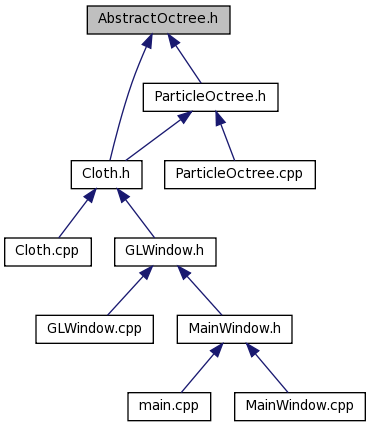 AbstractOctree.h
ParticleOctree.h
Cloth.h
ParticleOctree.cpp
Cloth.cpp
GLWindow.h
GLWindow.cpp
MainWindow.h
main.cpp
MainWindow.cpp